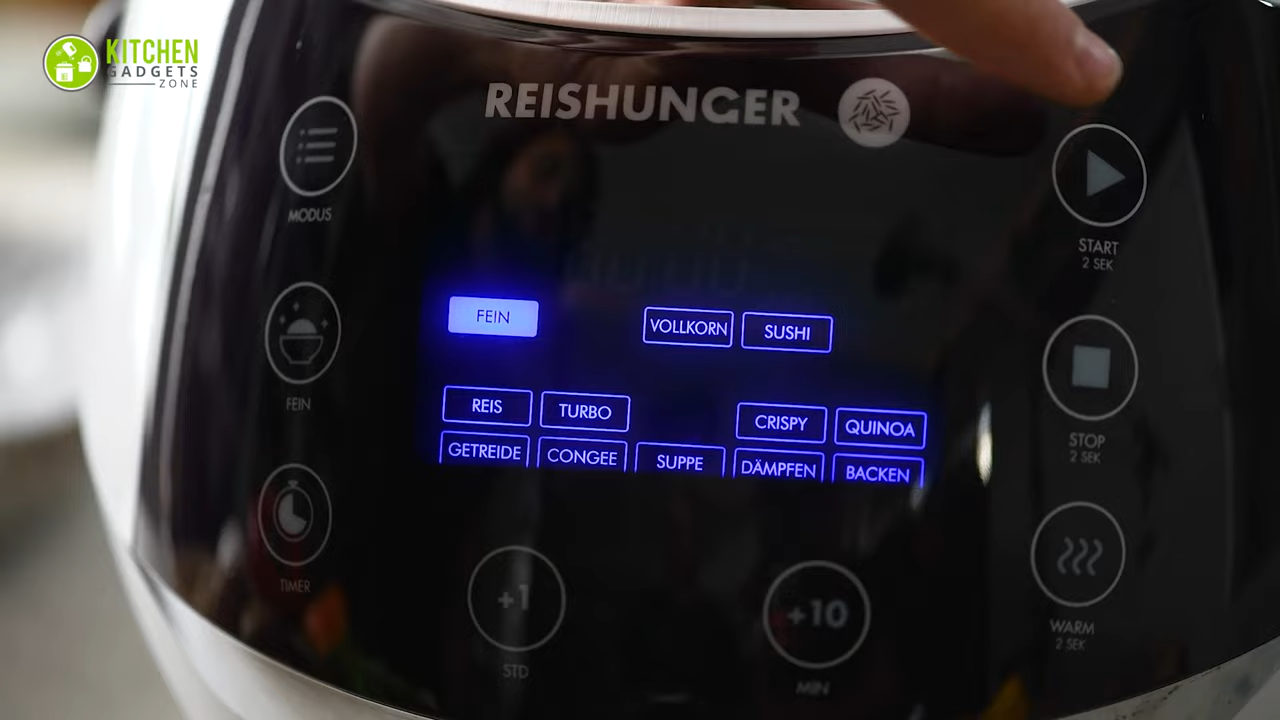 KITCHEN
GADGETS
ZONE
REISHUNGER
MODUS
START
2 SEK
FEIN
VOLLKORN
SUSHI
FEIN
REIS
TURBO
CRISPY
QUINOA
STOP
2 SEK
GETREIDE
CONGEE
SUPPE
DÄMPFEN
BACKEN
TIMER
+1
STD
+10
MIN
WARM
2 SEK